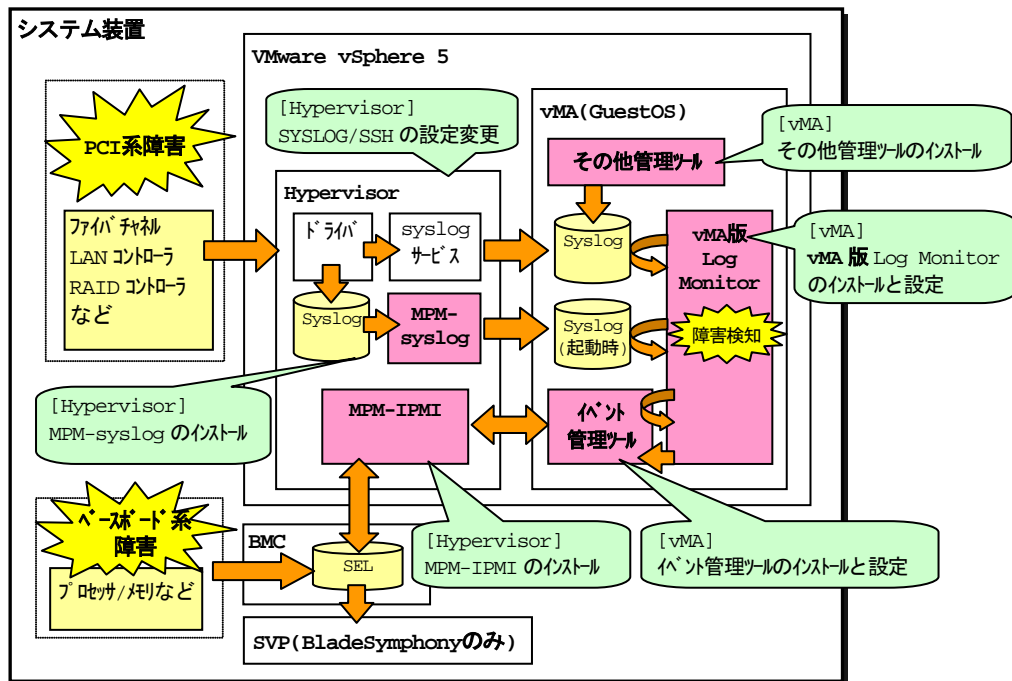 システム装置
VMware vSphere 5
[Hypervisor]
SYSLOG/SSH の設定変更
vMA(GuestOS)
[vMA]
その他管理ツールのインストール
PCI系障害
その他管理ツール
Hypervisor
ファイバチャネル
LAN コントローラ
RAID コントローラ
など
ドライバ
syslog
サービス
Syslog
vMA版
Log
Monitor
[vMA]
vMA 版 Log Monitor
のインストールと設定
Syslog
MPM-
syslog
Syslog
(起動時)
障害検知
[Hypervisor]
MPM-syslog のインストール
MPM-IPMI
イベント
管理ツール
ベースボード系
障害
プロセッサ/メモリなど
BMC
SEL
[Hypervisor]
MPM-IPMI のインストール
[vMA]
イベント管理ツールのインストールと設定
SVP(BladeSymphonyのみ)